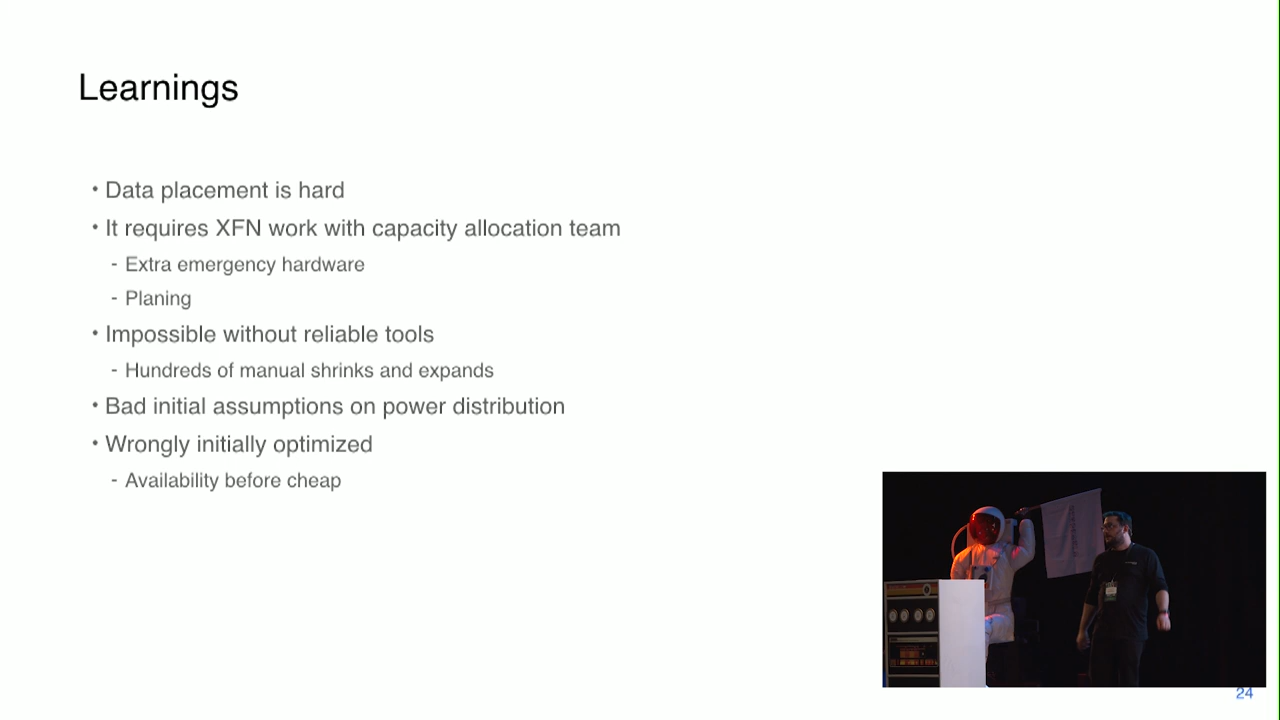 Learnings
• Data placement is hard
• It requires XFN work with capacity allocation team
- Extra emergency hardware
- Planing
• Impossible without reliable tools
- Hundreds of manual shrinks and expands
• Bad initial assumptions on power distribution
• Wrongly initially optimized
- Availability before cheap
24